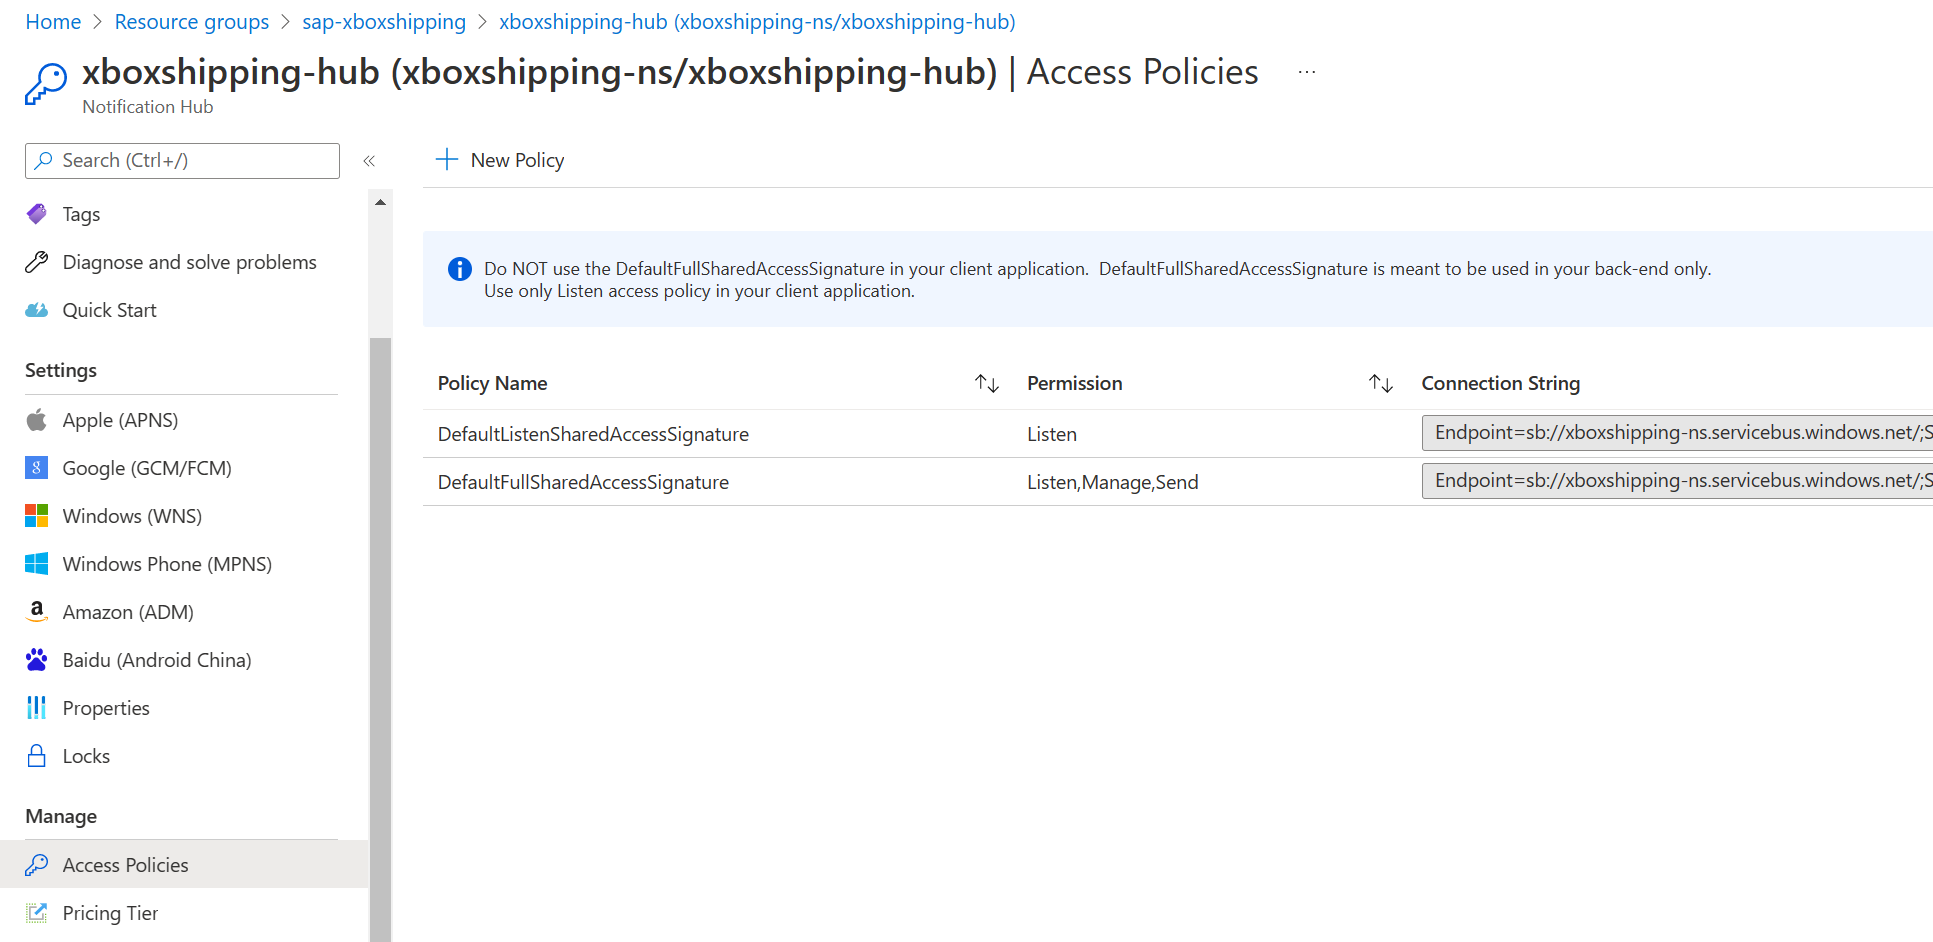 Home > Resource groups > sap-xboxshipping > xboxshipping-hub (xboxshipping-ns/xboxshipping-hub)
xboxshipping-hub (xboxshipping-ns/xboxshipping-hub) | Access Policies ...
Notification Hub
Search (Ctrl+/)
«
New Policy
Tags
Diagnose and solve problems
Quick Start
Settings
Apple (APNS)
Google (GCM/FCM)
Windows (WNS)
Windows Phone (MPNS)
Amazon (ADM)
Baidu (Android China)
Properties
Locks
Manage
Access Policies
Pricing Tier
Do NOT use the DefaultFullSharedAccessSignature in your client application. DefaultFullSharedAccessSignature is meant to be used in your back-end only.
Use only Listen access policy in your client application.
Policy Name Permission Connection String
DefaultListenSharedAccessSignature Listen Endpoint=sb://xboxshipping-ns.servicebus.windows.net/;S
DefaultFullSharedAccessSignature Listen,Manage,Send Endpoint=sb://xboxshipping-ns.servicebus.windows.net/;S